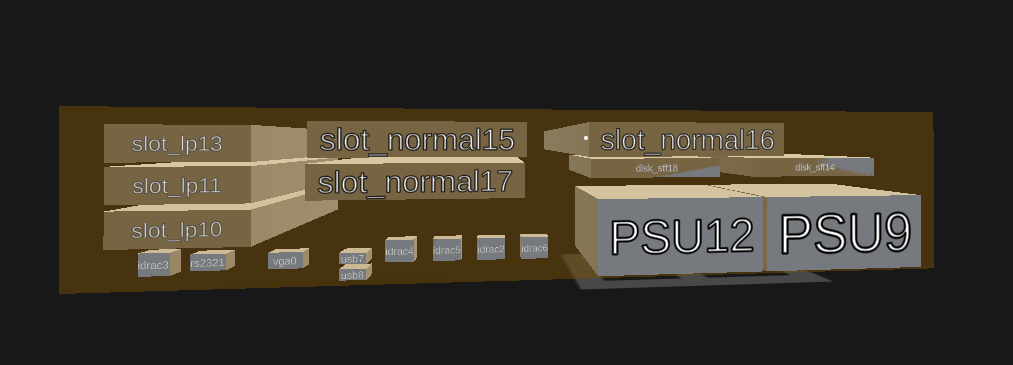 slot_lp13
slot_normal15
slot_normal16
disk_sff18
disk_sff14
slot_lp11
slot_normal17
slot_lp10
PSU12
PSU9
idrac3
rs2321
vga0
usb7
usb8
idrac4
idrac5
idrac2
idrac6